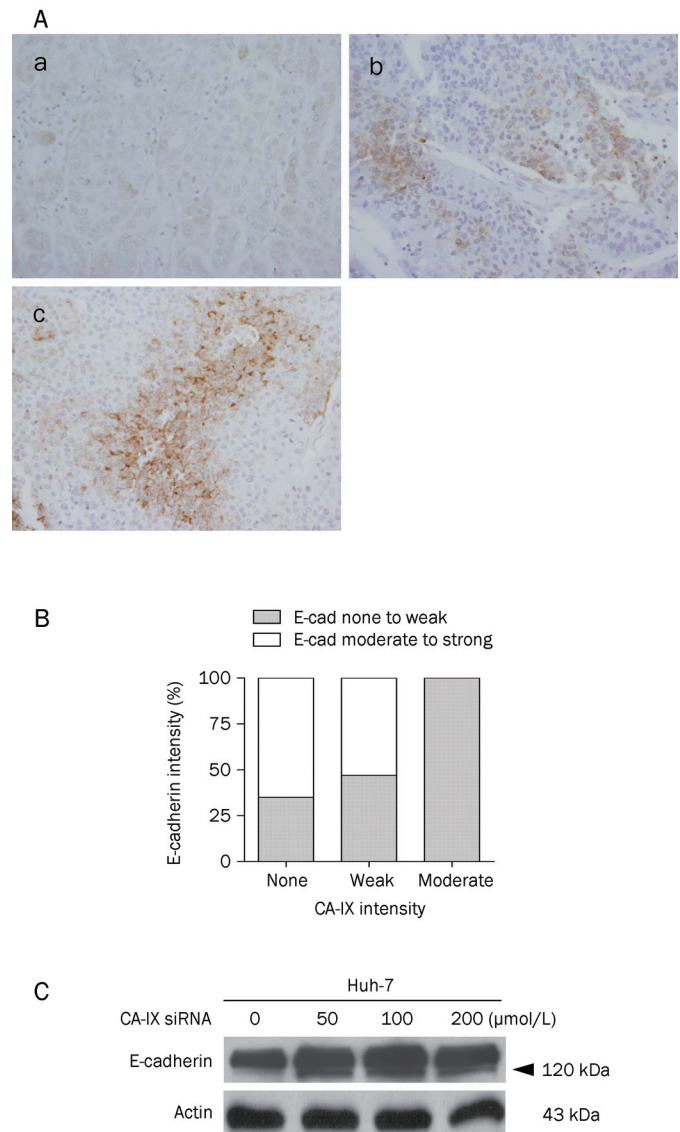 A
a
b
c
B
E-cad none to weak
E-cad moderate to strong
E-cadherin intensity (%)
100
75
50
25
0
None Weak Moderate
CA-IX intensity
C
Huh-7
CA-IX siRNA 0 50 100 200 (μmol/L)
E-cadherin 120 kDa
Actin 43 kDa